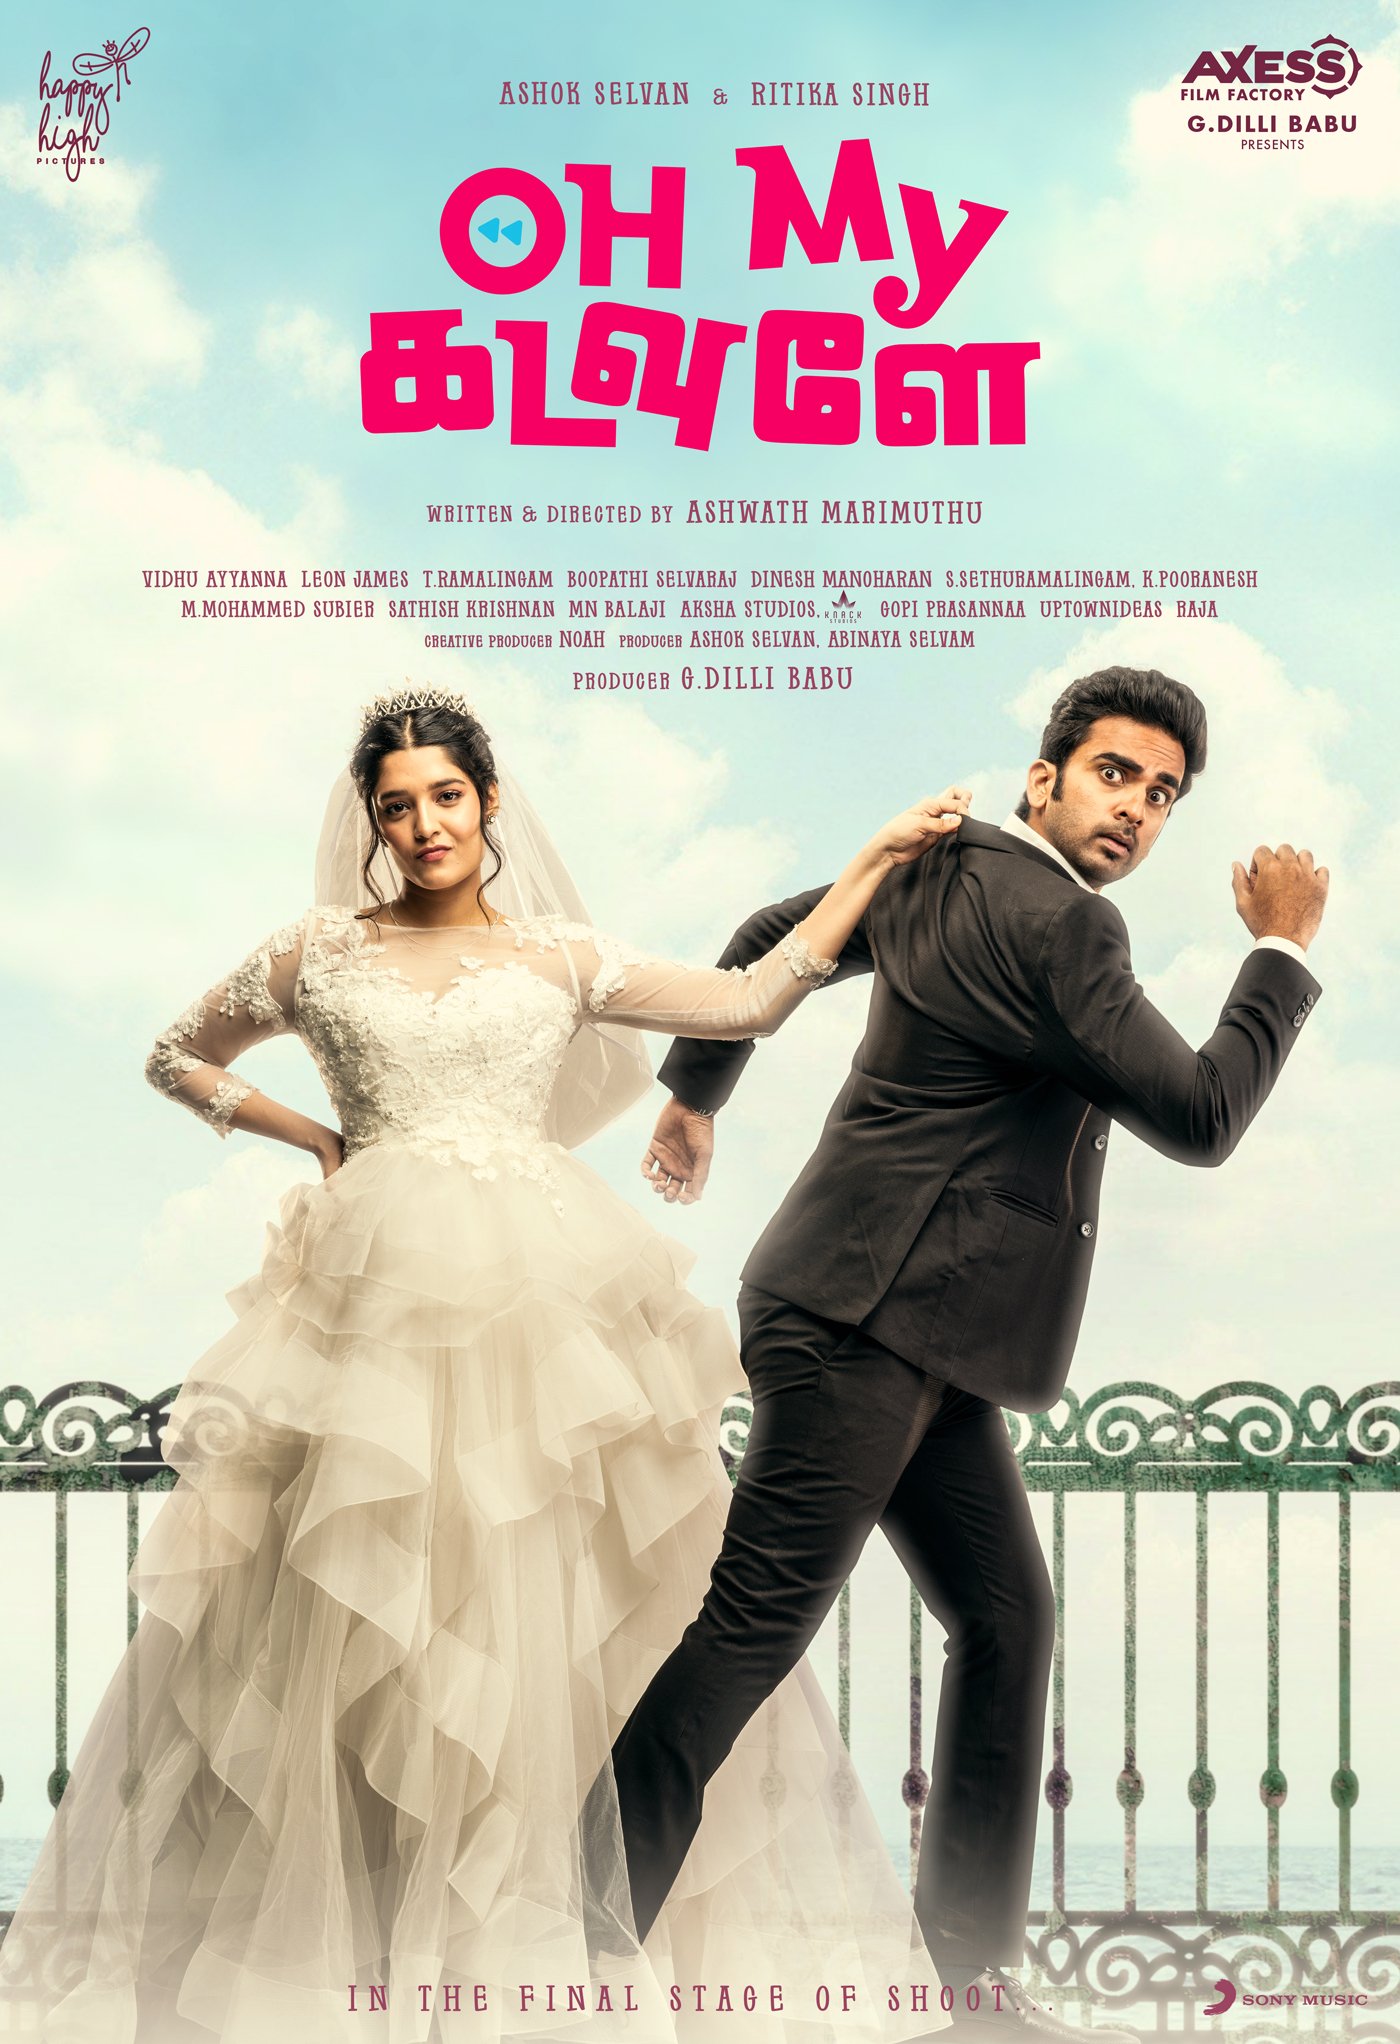 happy
high
PICTURES
AXESS
FILM FACTORY
G.DILLI BABU
PRESENTS
ASHOK SELVAN & RITIKA SINGH
OH My
கடவுளே
WRITTEN & DIRECTED BY ASHWATH MARIMUTHU
VIDHU AYYANNA LEON JAMES T.RAMALINGAM BOOPATHI SELVARAJ DINESH MANOHARAN S.SETHURAMALINGAM, K.POORANESH
M.MOHAMMED SUBIER SATHISH KRISHNAN MN BALAJI AKSHA STUDIOS, KNACK STUDIOS GOPI PRASANNAA UPTOWNIDEAS RAJA
CREATIVE PRODUCER NOAH PRODUCER ASHOK SELVAN, ABINAYA SELVAM
PRODUCER G.DILLI BABU
IN THE FINAL STAGE OF SHOOT...
SONY MUSIC